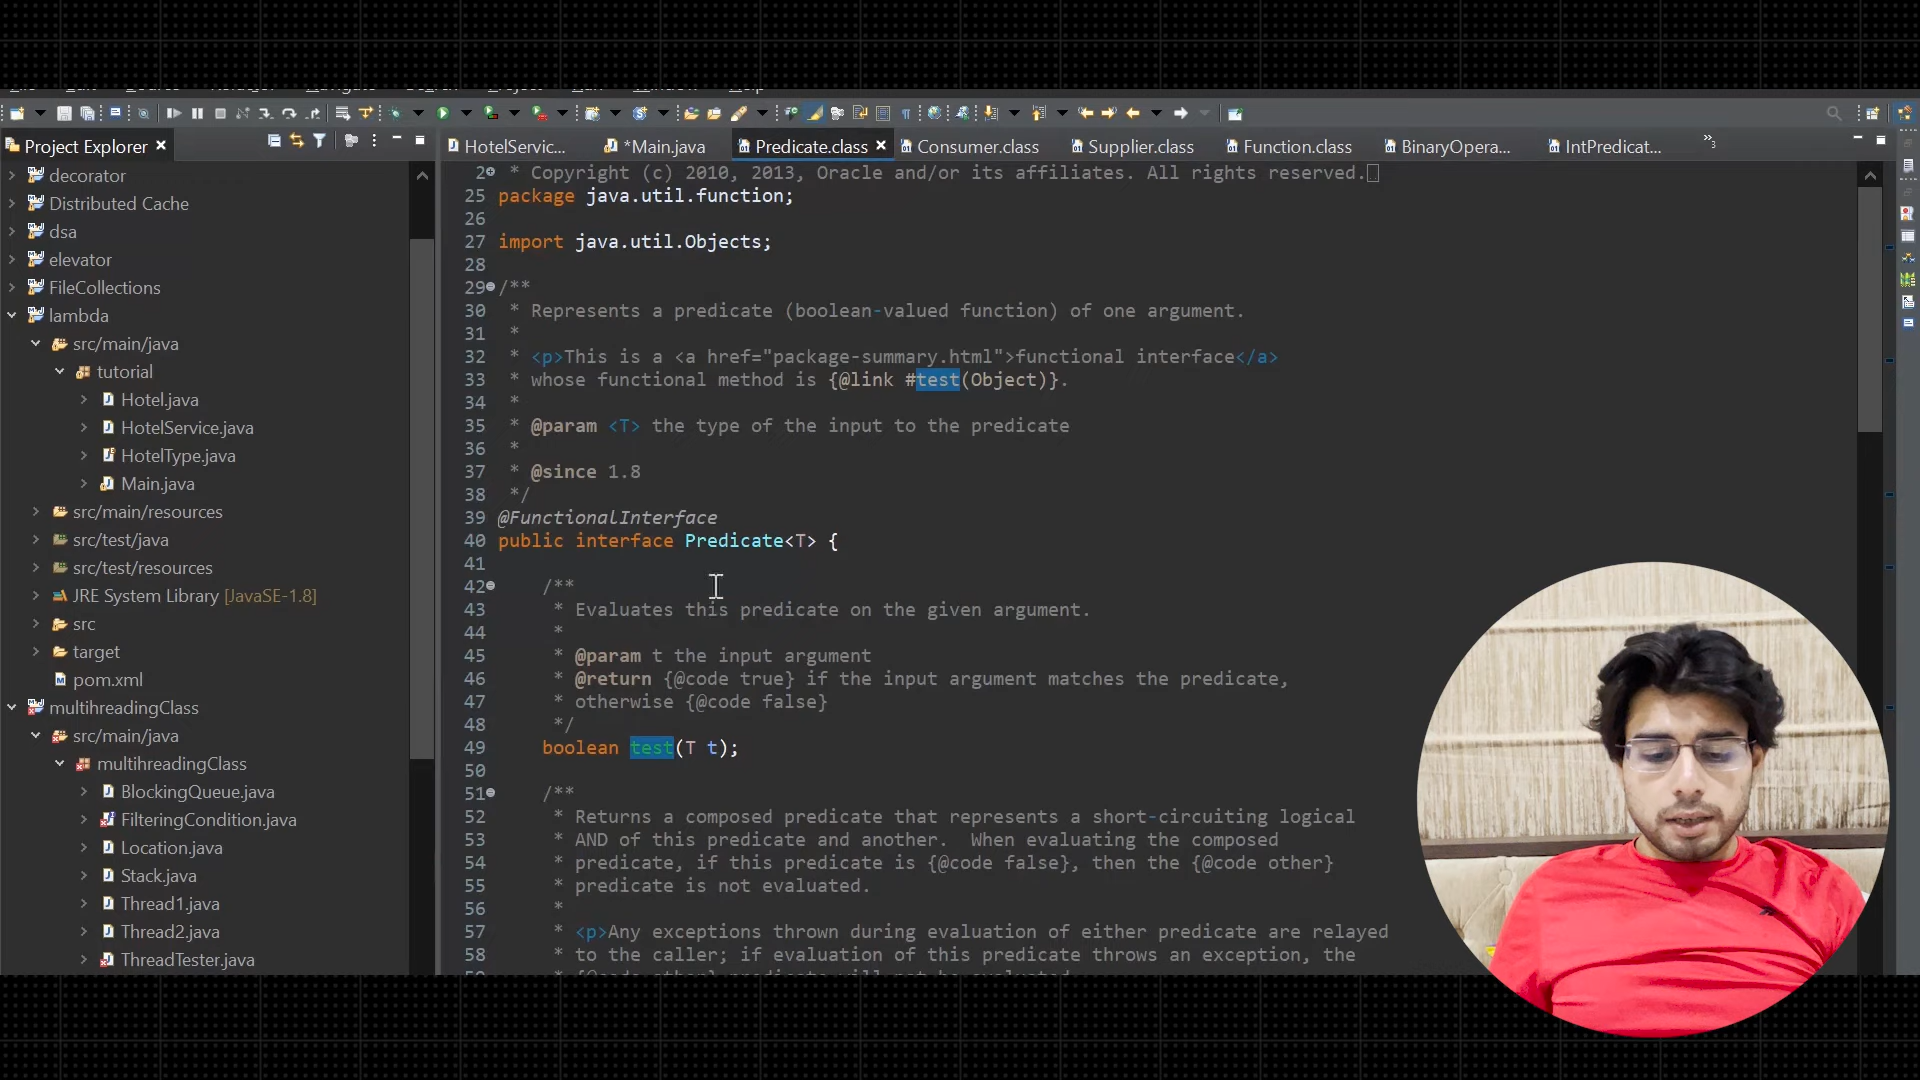 Project Explorer
HotelServic...
*Main.java
Predicate.class
Consumer.class
Supplier.class
Function.class
BinaryOpera...
IntPredicat...
decorator
Distributed Cache
dsa
elevator
FileCollections
lambda
src/main/java
tutorial
Hotel.java
HotelService.java
HotelType.java
Main.java
src/main/resources
src/test/java
src/test/resources
JRE System Library [JavaSE-1.8]
src
target
pom.xml
multihreadingClass
src/main/java
multihreadingClass
BlockingQueue.java
FilteringCondition.java
Location.java
Stack.java
Thread1.java
Thread2.java
ThreadTester.java
2 * Copyright (c) 2010, 2013, Oracle and/or its affiliates. All rights reserved.
25 package java.util.function;
26
27 import java.util.Objects;
28
29 /**
30 * Represents a predicate (boolean-valued function) of one argument.
31 *
32 * <p>This is a <a href="package-summary.html">functional interface</a>
33 * whose functional method is {@link #test(Object)}.
34 *
35 * @param <T> the type of the input to the predicate
36 *
37 * @since 1.8
38 */
39 @FunctionalInterface
40 public interface Predicate<T> {
41
42 /**
43 * Evaluates this predicate on the given argument.
44 *
45 * @param t the input argument
46 * @return {@code true} if the input argument matches the predicate,
47 * otherwise {@code false}
48 */
49 boolean test(T t);
50
51 /**
52 * Returns a composed predicate that represents a short-circuiting logical
53 * AND of this predicate and another.  When evaluating the composed
54 * predicate, if this predicate is {@code false}, then the {@code other}
55 * predicate is not evaluated.
56 *
57 * <p>Any exceptions thrown during evaluation of either predicate are relayed
58 * to the caller; if evaluation of this predicate throws an exception, the